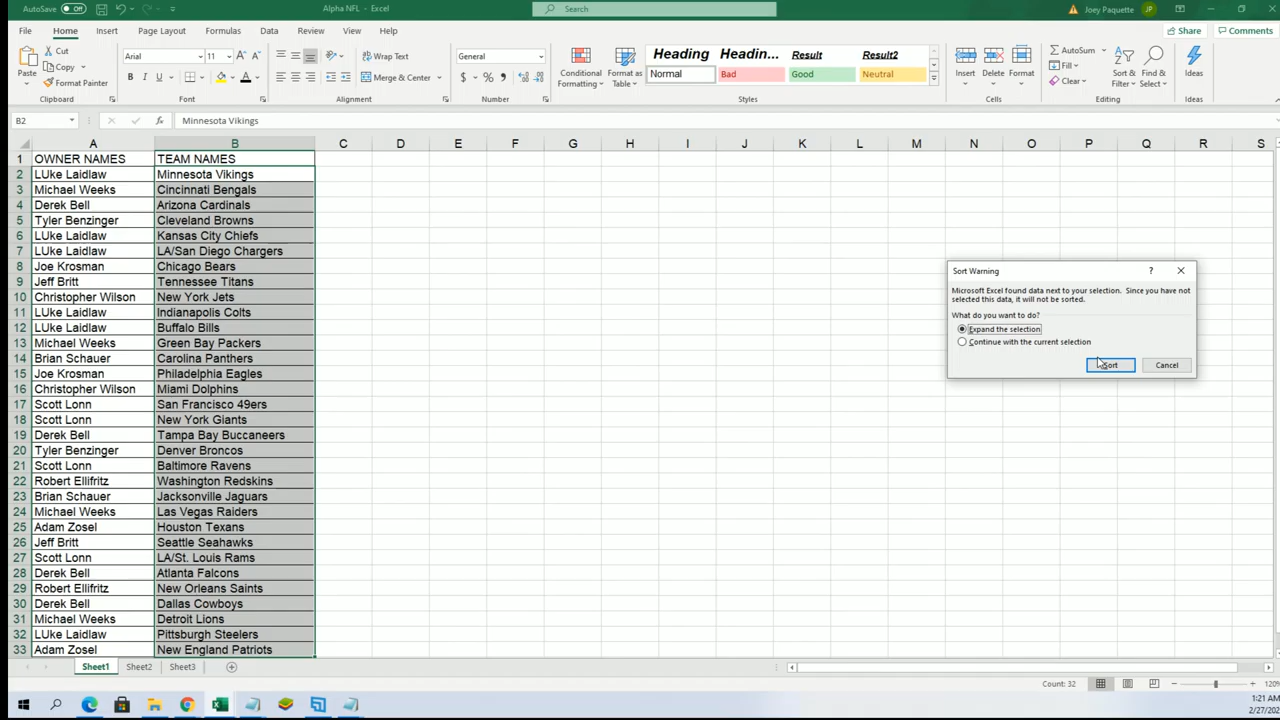 AutoSave Off Alpha NFL - Excel Search Joey Paquette JP
File Home Insert Page Layout Formulas Data Review View Help Share Comments
Cut Copy Format Painter Paste
Arial 11 A A B I U A
Wrap Text Merge & Center
General $ % ,
Conditional Formatting Format as Table
Heading Headin... Result Result2
Normal Bad Good Neutral
Insert Delete Format
AutoSum Fill Clear Sort & Filter Find & Select Ideas
Clipboard Font Alignment Number Styles Cells Editing Ideas
B2 fx Minnesota Vikings
A B C D E F G H I J K L M N O P Q R S
1 OWNER NAMES TEAM NAMES
2 LUke Laidlaw Minnesota Vikings
3 Michael Weeks Cincinnati Bengals
4 Derek Bell Arizona Cardinals
5 Tyler Benzinger Cleveland Browns
6 LUke Laidlaw Kansas City Chiefs
7 LUke Laidlaw LA/San Diego Chargers
8 Joe Krosman Chicago Bears
9 Jeff Britt Tennessee Titans
10 Christopher Wilson New York Jets
11 LUke Laidlaw Indianapolis Colts
12 LUke Laidlaw Buffalo Bills
13 Michael Weeks Green Bay Packers
14 Brian Schauer Carolina Panthers
15 Joe Krosman Philadelphia Eagles
16 Christopher Wilson Miami Dolphins
17 Scott Lonn San Francisco 49ers
18 Scott Lonn New York Giants
19 Derek Bell Tampa Bay Buccaneers
20 Tyler Benzinger Denver Broncos
21 Scott Lonn Baltimore Ravens
22 Robert Ellifritz Washington Redskins
23 Brian Schauer Jacksonville Jaguars
24 Michael Weeks Las Vegas Raiders
25 Adam Zosel Houston Texans
26 Jeff Britt Seattle Seahawks
27 Scott Lonn LA/St. Louis Rams
28 Derek Bell Atlanta Falcons
29 Robert Ellifritz New Orleans Saints
30 Derek Bell Dallas Cowboys
31 Michael Weeks Detroit Lions
32 LUke Laidlaw Pittsburgh Steelers
33 Adam Zosel New England Patriots
Sort Warning ?
Microsoft Excel found data next to your selection. Since you have not
selected this data, it will not be sorted.
What do you want to do?
Expand the selection
Continue with the current selection
Sort Cancel
Sheet1 Sheet2 Sheet3
Count: 32 120%
1:21 AM
2/27/20